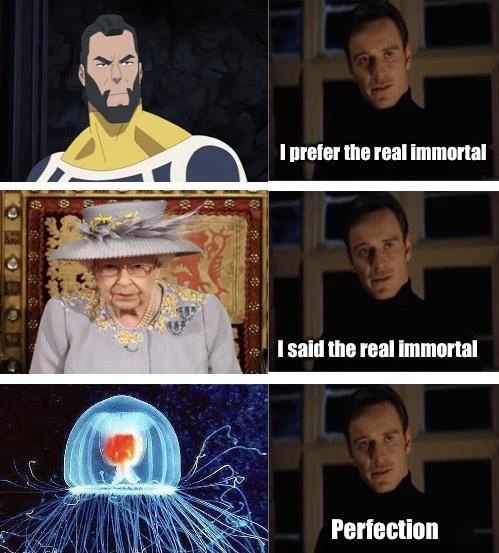 I prefer the real immortal
I said the real immortal
Perfection